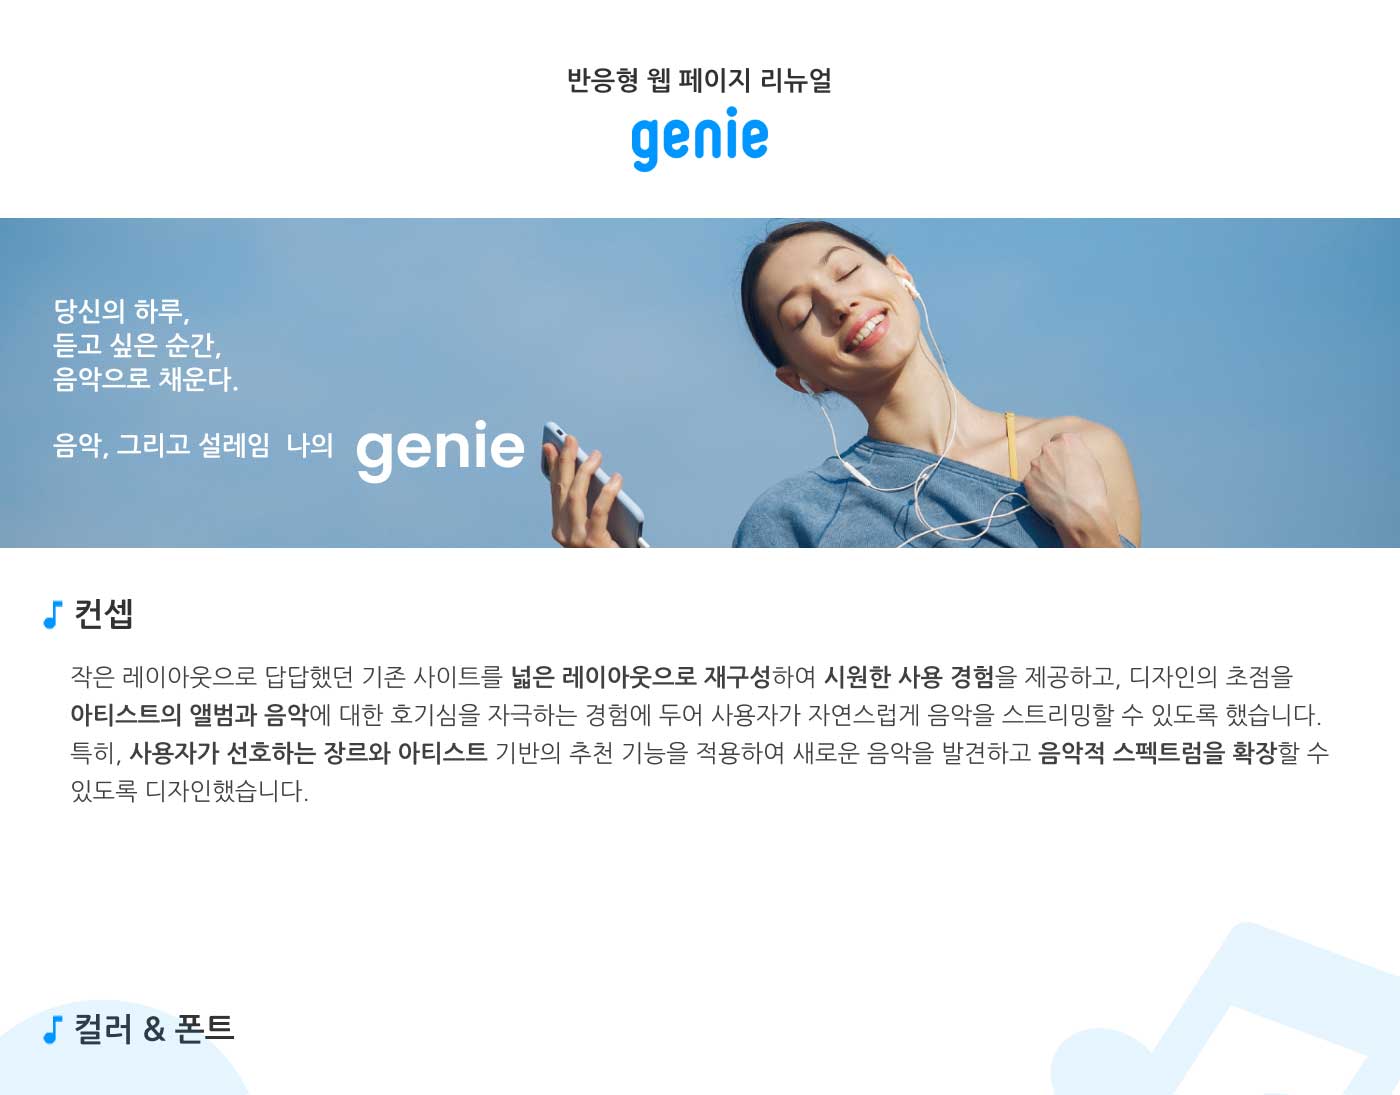 반응형 웹 페이지 리뉴얼
genie
당신의 하루,
듣고 싶은 순간,
음악으로 채운다.
음악, 그리고 설레임 나의 genie
컨셉
작은 레이아웃으로 답답했던 기존 사이트를 넓은 레이아웃으로 재구성하여 시원한 사용 경험을 제공하고, 디자인의 초점을
아티스트의 앨범과 음악에 대한 호기심을 자극하는 경험에 두어 사용자가 자연스럽게 음악을 스트리밍할 수 있도록 했습니다.
특히, 사용자가 선호하는 장르와 아티스트 기반의 추천 기능을 적용하여 새로운 음악을 발견하고 음악적 스펙트럼을 확장할 수
있도록 디자인했습니다.
컬러 & 폰트